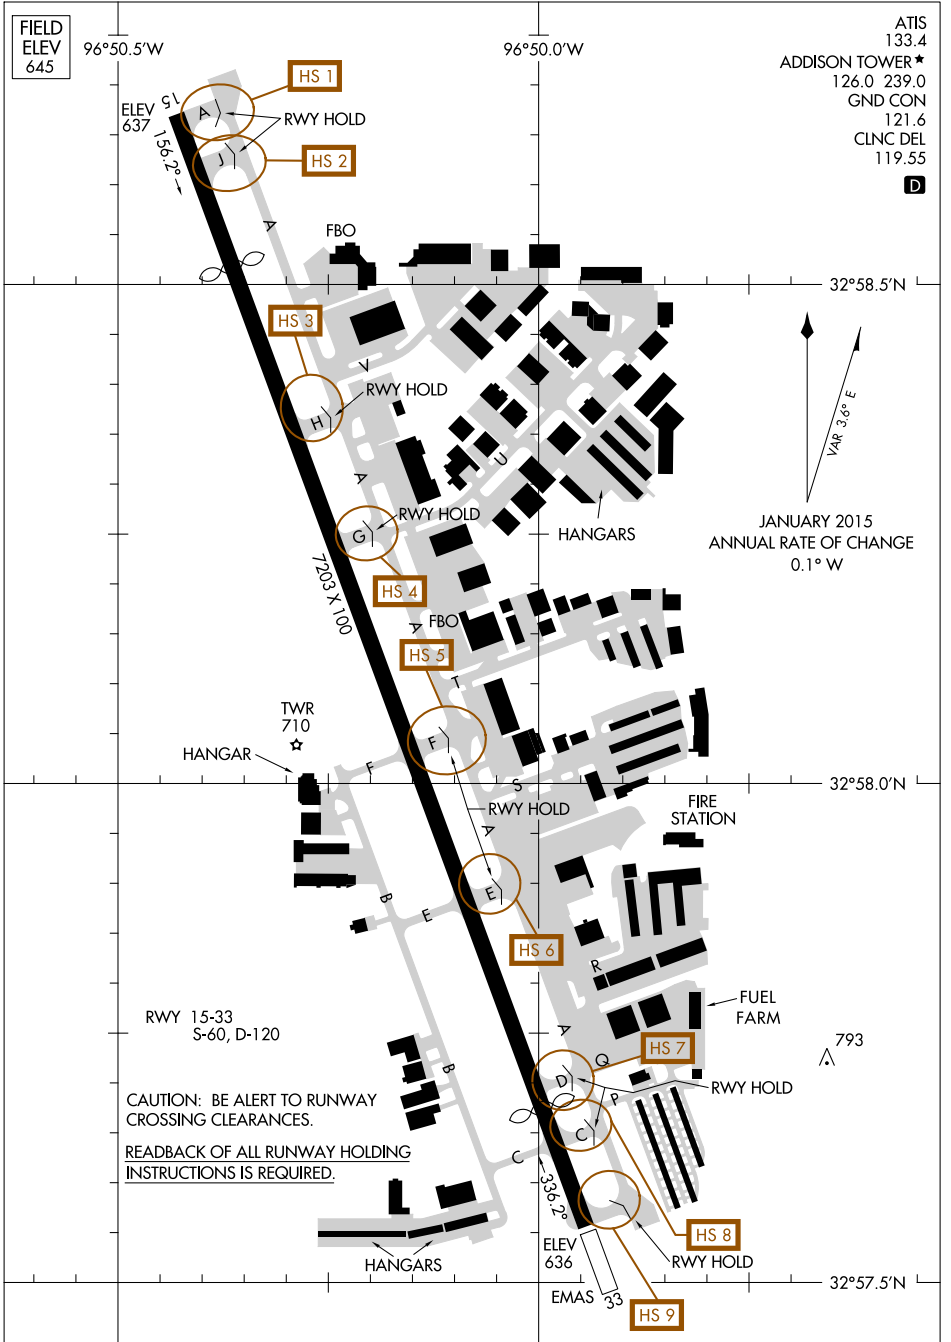 FIELD
ELEV
645
96°50.5'W
96°50.0'W
ATIS
133.4
ADDISON TOWER★
126.0 239.0
GND CON
121.6
CLNC DEL
119.55
D
HS 1
15
ELEV
637
A
RWY HOLD
156.2°
J
HS 2
A
FBO
32°58.5'N
HS 3
V
RWY HOLD
H
VAR 3.6° E
U
A
RWY HOLD
G
HANGARS
JANUARY 2015
ANNUAL RATE OF CHANGE
0.1° W
7203 X 100
HS 4
A
FBO
HS 5
T
TWR
710
F
HANGAR
F
S
32°58.0'N
RWY HOLD
FIRE
STATION
A
E
B
E
HS 6
R
FUEL
FARM
RWY 15-33
S-60, D-120
A
Q
HS 7
793
B
D
P
RWY HOLD
CAUTION: BE ALERT TO RUNWAY
CROSSING CLEARANCES.
C
C
READBACK OF ALL RUNWAY HOLDING
INSTRUCTIONS IS REQUIRED.
336.2°
HS 8
ELEV
636
RWY HOLD
HANGARS
EMAS
33
32°57.5'N
HS 9